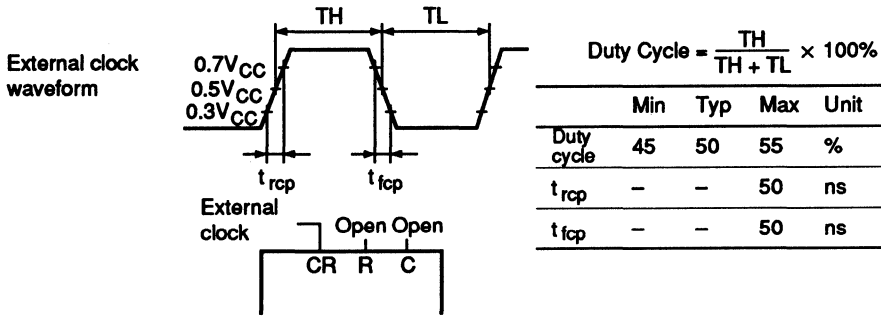 TH TL
External clock
waveform
0.7VCC
0.5VCC
0.3VCC
trcp tfcp
External
clock
Open Open
CR R C
Duty Cycle = TH / TH + TL × 100%
Min Typ Max Unit
Duty
cycle 45 50 55 %
trcp – – 50 ns
tfcp – – 50 ns